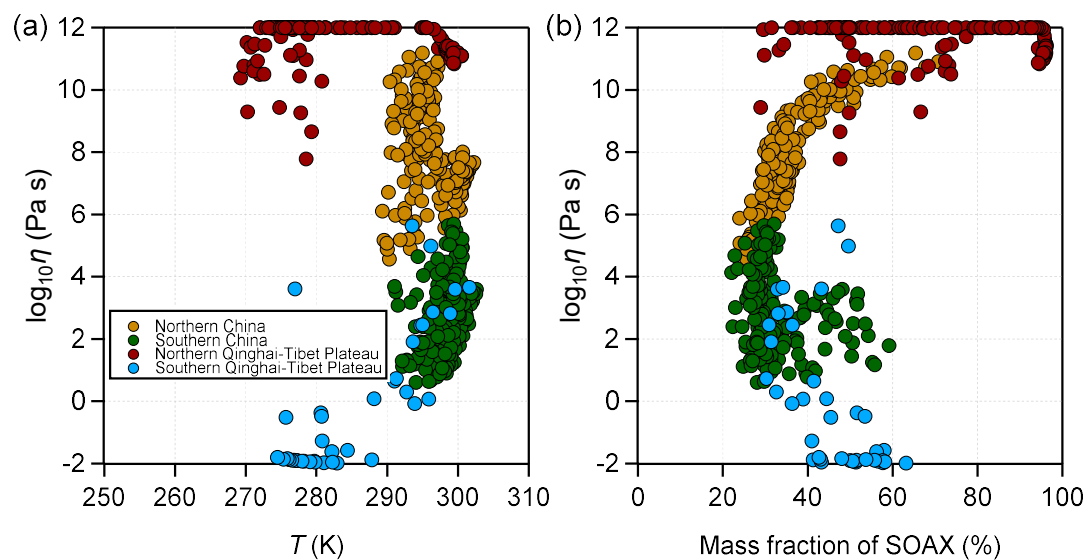 (a)
(b)
12
10
8
6
4
2
0
-2
log10η (Pa s)
Northern China
Southern China
Northern Qinghai-Tibet Plateau
Southern Qinghai-Tibet Plateau
250 260 270 280 290 300 310
T (K)
12
10
8
6
4
2
0
-2
log10η (Pa s)
0 20 40 60 80 100
Mass fraction of SOAX (%)